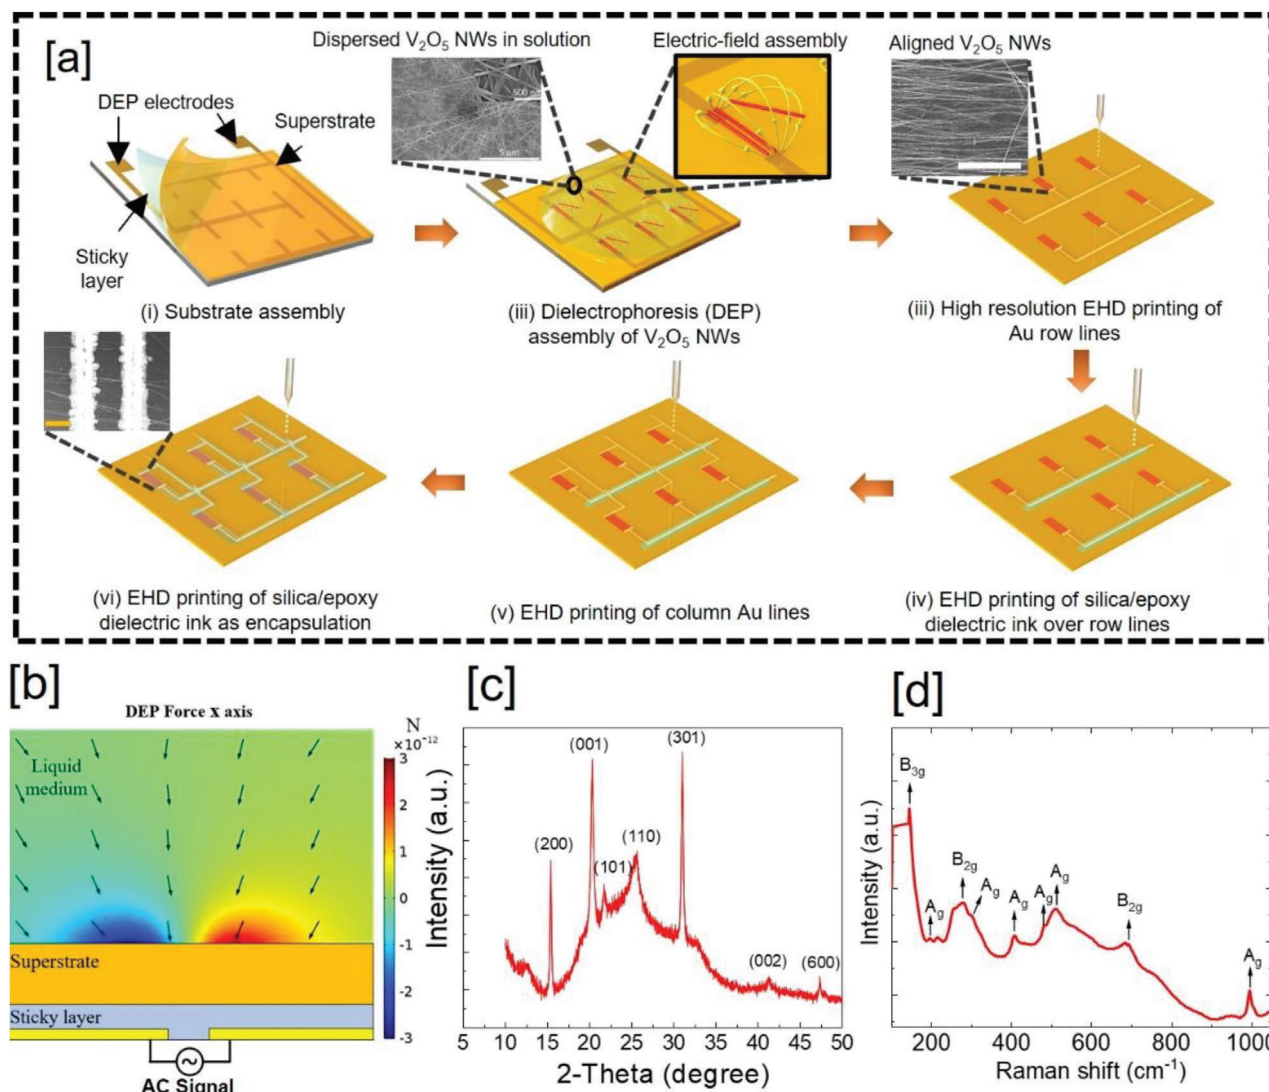 [a]
Dispersed V₂O₅ NWs in solution
Electric-field assembly
Aligned V₂O₅ NWs
DEP electrodes
Superstrate
500 nm
5 μm
Sticky
layer
(i) Substrate assembly
(iii) Dielectrophoresis (DEP)
assembly of V₂O₅ NWs
(iii) High resolution EHD printing of
Au row lines
(vi) EHD printing of silica/epoxy
dielectric ink as encapsulation
(v) EHD printing of column Au lines
(iv) EHD printing of silica/epoxy
dielectric ink over row lines
[b]
DEP Force x axis
N
×10⁻¹²
3
2
1
0
-1
-2
-3
Liquid
medium
Superstrate
Sticky layer
AC Signal
[c]
Intensity (a.u.)
(200)
(001)
(101)
(110)
(301)
(002)
(600)
5 10 15 20 25 30 35 40 45 50
2-Theta (degree)
[d]
Intensity (a.u.)
B3g
Ag
B2g
Ag
Ag
Ag
Ag
B2g
Ag
200 400 600 800 1000
Raman shift (cm⁻¹)